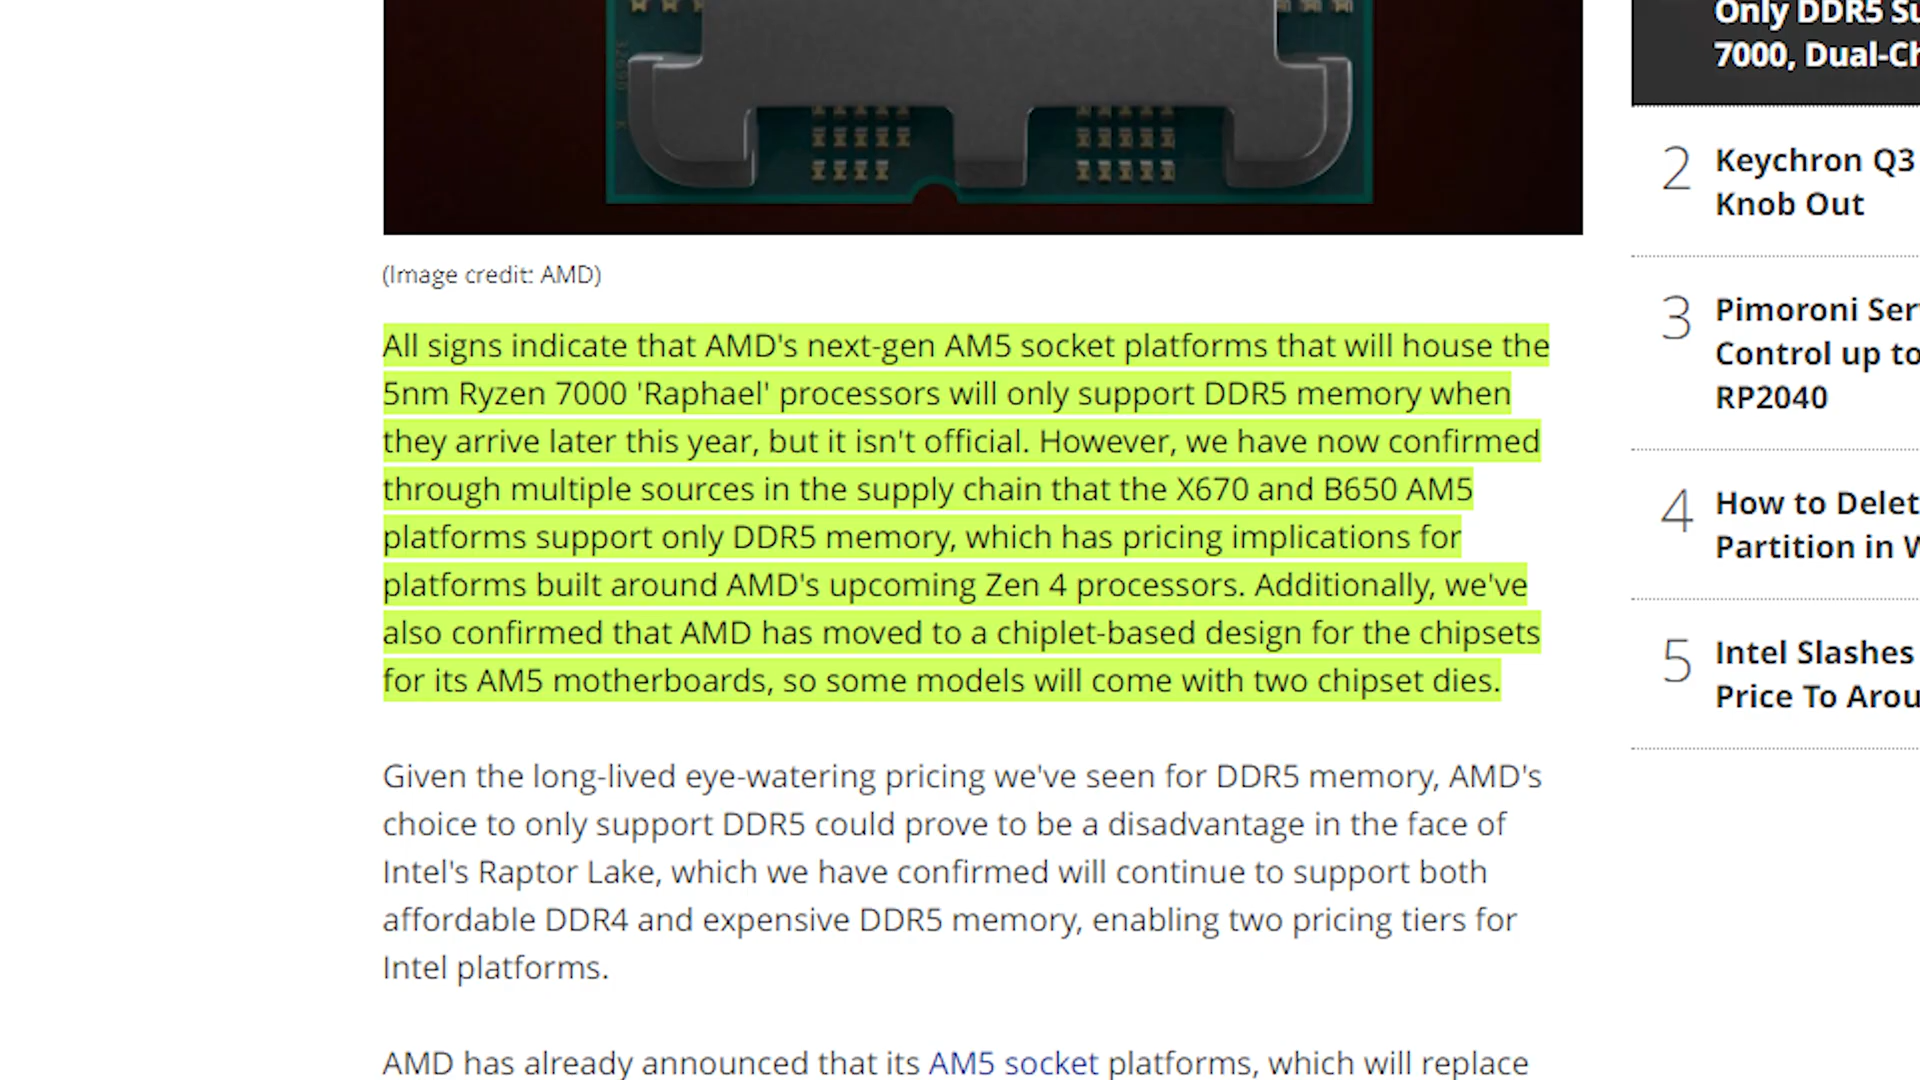 (Image credit: AMD)
All signs indicate that AMD's next-gen AM5 socket platforms that will house the
5nm Ryzen 7000 'Raphael' processors will only support DDR5 memory when
they arrive later this year, but it isn't official. However, we have now confirmed
through multiple sources in the supply chain that the X670 and B650 AM5
platforms support only DDR5 memory, which has pricing implications for
platforms built around AMD's upcoming Zen 4 processors. Additionally, we've
also confirmed that AMD has moved to a chiplet-based design for the chipsets
for its AM5 motherboards, so some models will come with two chipset dies.
Given the long-lived eye-watering pricing we've seen for DDR5 memory, AMD's
choice to only support DDR5 could prove to be a disadvantage in the face of
Intel's Raptor Lake, which we have confirmed will continue to support both
affordable DDR4 and expensive DDR5 memory, enabling two pricing tiers for
Intel platforms.
AMD has already announced that its AM5 socket platforms, which will replace
Only DDR5 Su
7000, Dual-Ch
2
Keychron Q3
Knob Out
3
Pimoroni Ser
Control up to
RP2040
4
How to Delet
Partition in W
5
Intel Slashes
Price To Arou